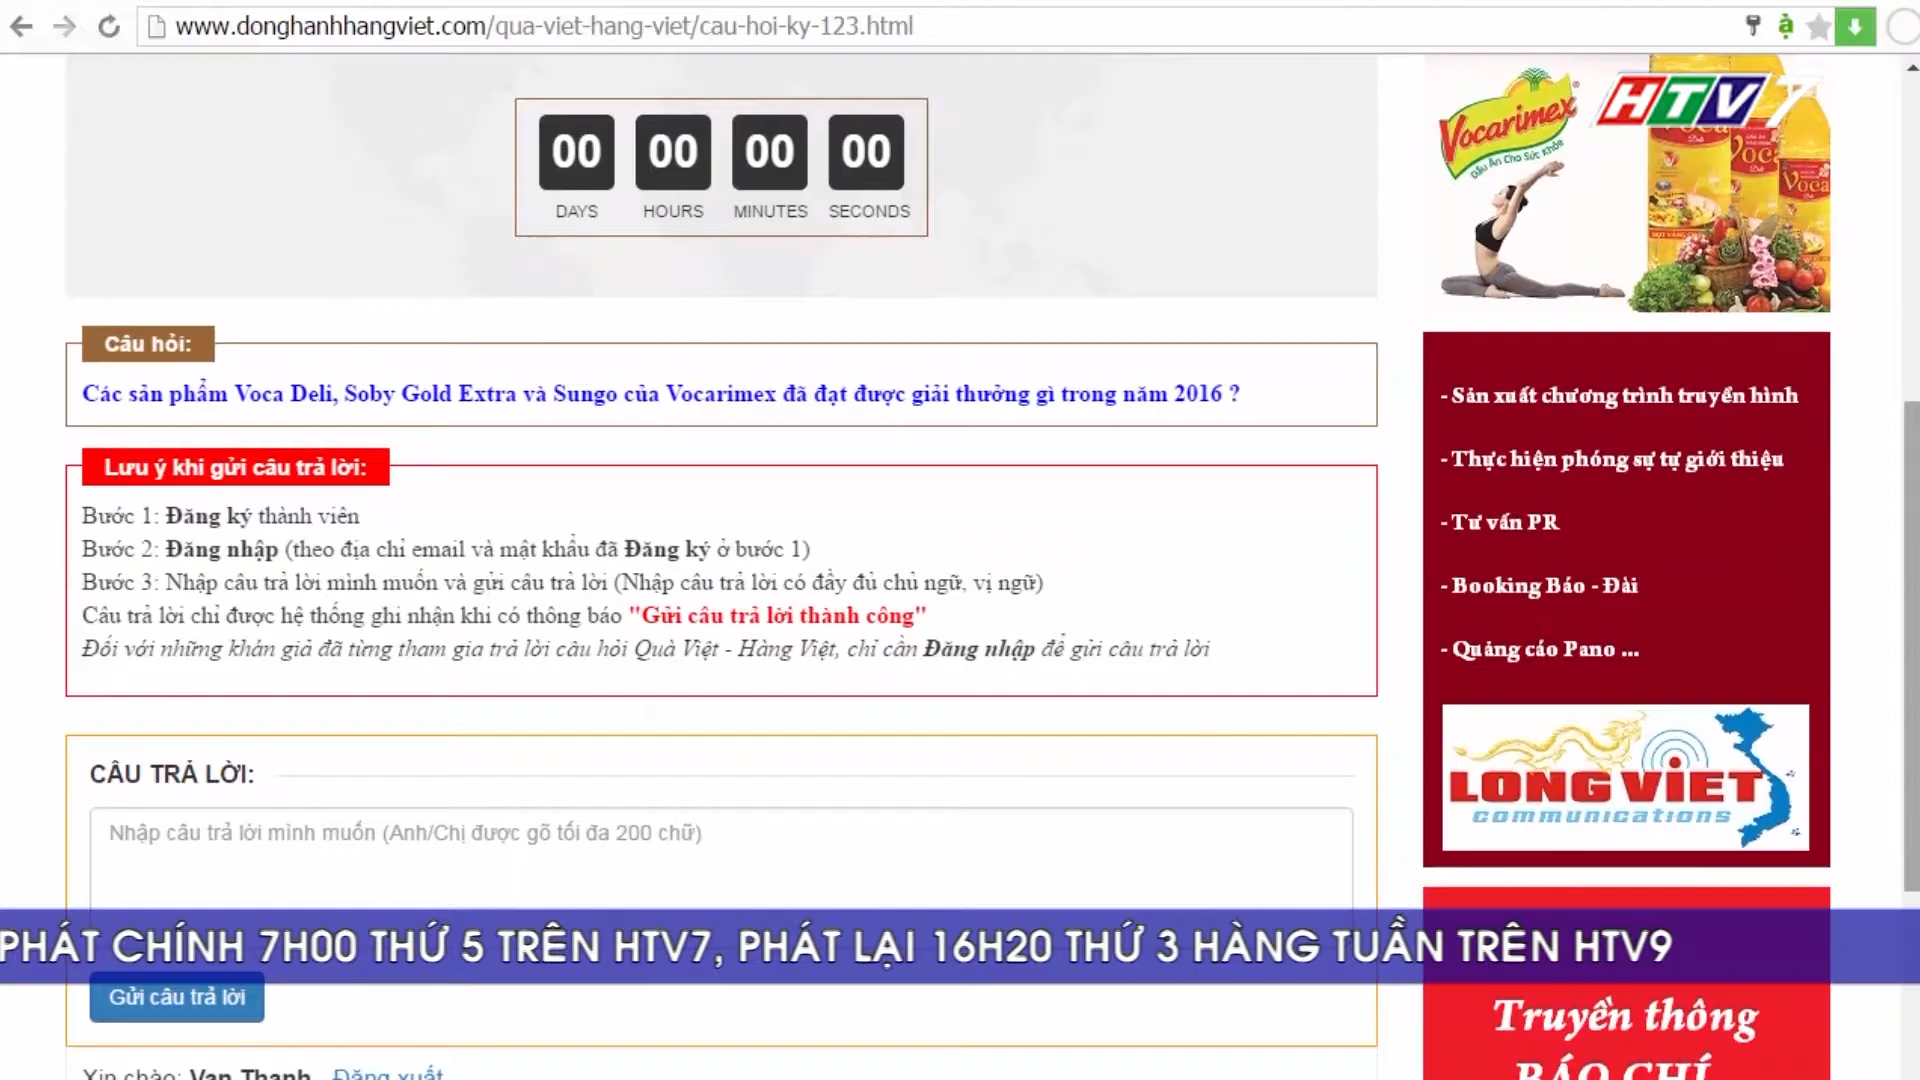 www.donghanhhangviet.com/qua-viet-hang-viet/cau-hoi-ky-123.html
00 00 00 00
DAYS HOURS MINUTES SECONDS
Câu hỏi:
Các sản phẩm Voca Deli, Soby Gold Extra và Sungo của Vocarimex đã đạt được giải thưởng gì trong năm 2016 ?
Lưu ý khi gửi câu trả lời:
Bước 1: Đăng ký thành viên
Bước 2: Đăng nhập (theo địa chỉ email và mật khẩu đã Đăng ký ở bước 1)
Bước 3: Nhập câu trả lời mình muốn và gửi câu trả lời (Nhập câu trả lời có đầy đủ chủ ngữ, vị ngữ)
Câu trả lời chỉ được hệ thống ghi nhận khi có thông báo "Gửi câu trả lời thành công"
Đối với những khán giả đã từng tham gia trả lời câu hỏi Quà Việt - Hàng Việt, chỉ cần Đăng nhập để gửi câu trả lời
CÂU TRẢ LỜI:
Nhập câu trả lời mình muốn (Anh/Chị được gõ tối đa 200 chữ)
PHÁT CHÍNH 7H00 THỨ 5 TRÊN HTV7, PHÁT LẠI 16H20 THỨ 3 HÀNG TUẦN TRÊN HTV9
Gửi câu trả lời
Xin chào: Van Thanh Đăng xuất
Vocarimex
Dầu Ăn Cho Sức Khỏe
HTV7
Voca
- Sản xuất chương trình truyền hình
- Thực hiện phóng sự tự giới thiệu
- Tư vấn PR
- Booking Báo - Đài
- Quảng cáo Pano ...
LONG VIET
communications
Truyền thông
BÁO CHÍ